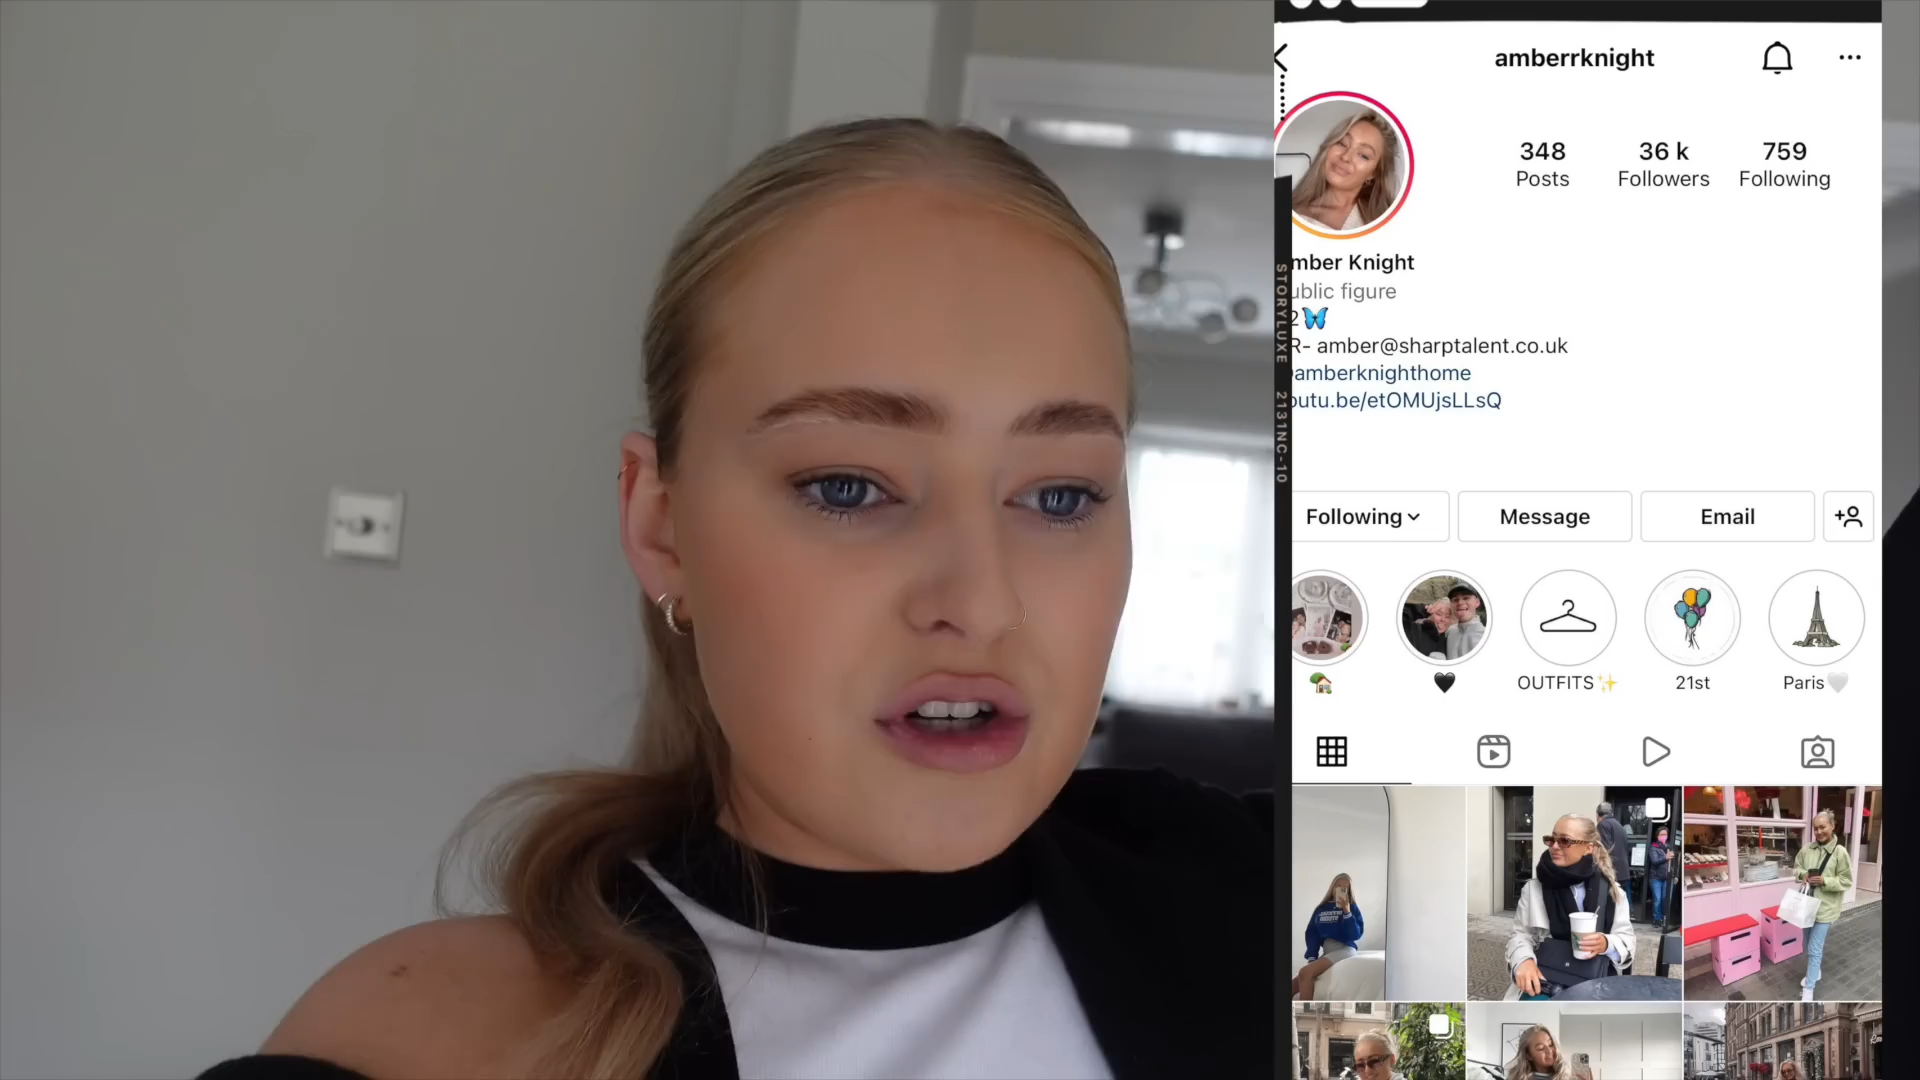 amberrknight
348
Posts
36 k
Followers
759
Following
mber Knight
ublic figure
2🦋
R- amber@sharptalent.co.uk
amberknighthome
outu.be/etOMUjsLLsQ
STORYLUXE 2131NC-10
Following
Message
Email
🏡
🖤
OUTFITS✨
21st
Paris🤍